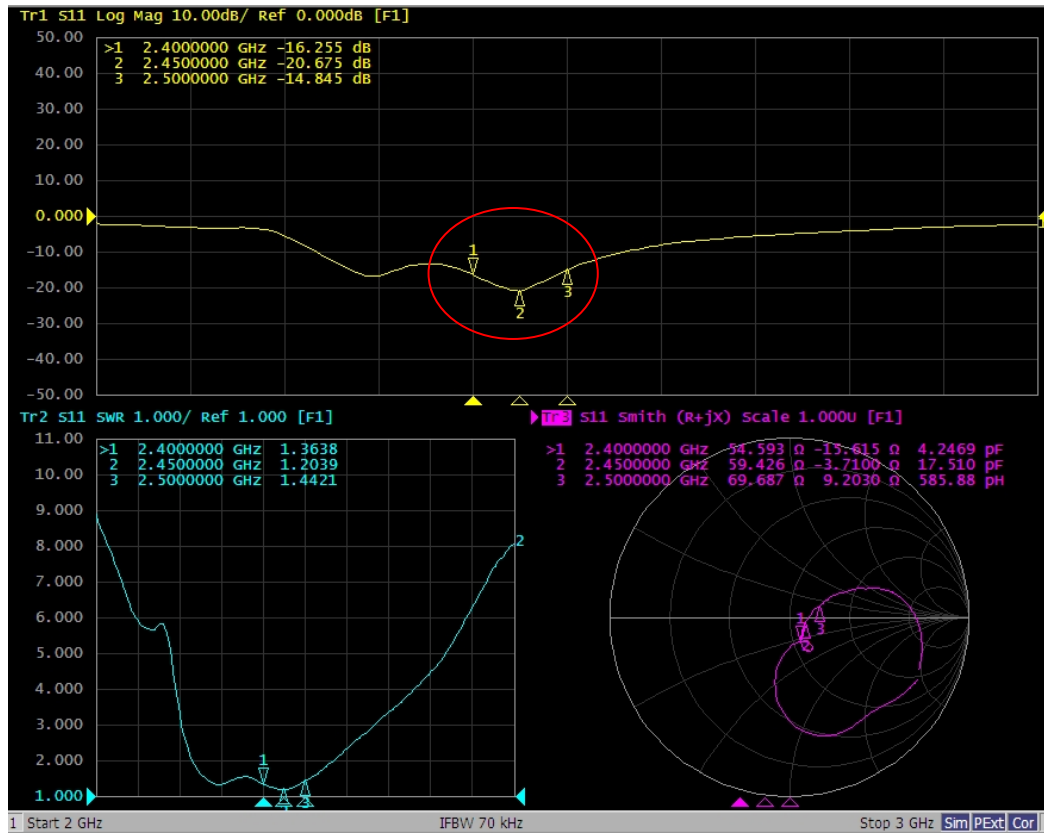 Tr1 S11 Log Mag 10.00dB/ Ref 0.000dB [F1]
50.00
>1 2.4000000 GHz -16.255 dB
2 2.4500000 GHz -20.675 dB
3 2.5000000 GHz -14.845 dB
40.00
30.00
20.00
10.00
0.000
-10.00
-20.00
-30.00
-40.00
-50.00
1
2
3
1
Tr2 S11 SWR 1.000/ Ref 1.000 [F1]
11.00
>1 2.4000000 GHz 1.3638
2 2.4500000 GHz 1.2039
3 2.5000000 GHz 1.4421
10.00
9.000
8.000
7.000
6.000
5.000
4.000
3.000
2.000
1.000
2
1
3
Tr3 S11 Smith (R+jX) Scale 1.000U [F1]
>1 2.4000000 GHz 54.593 Ω -15.615 Ω 4.2469 pF
2 2.4500000 GHz 59.426 Ω -3.7100 Ω 17.510 pF
3 2.5000000 GHz 69.687 Ω 9.2030 Ω 585.88 pH
1
2
3
1 Start 2 GHz IFBW 70 kHz Stop 3 GHz Sim PExt Cor